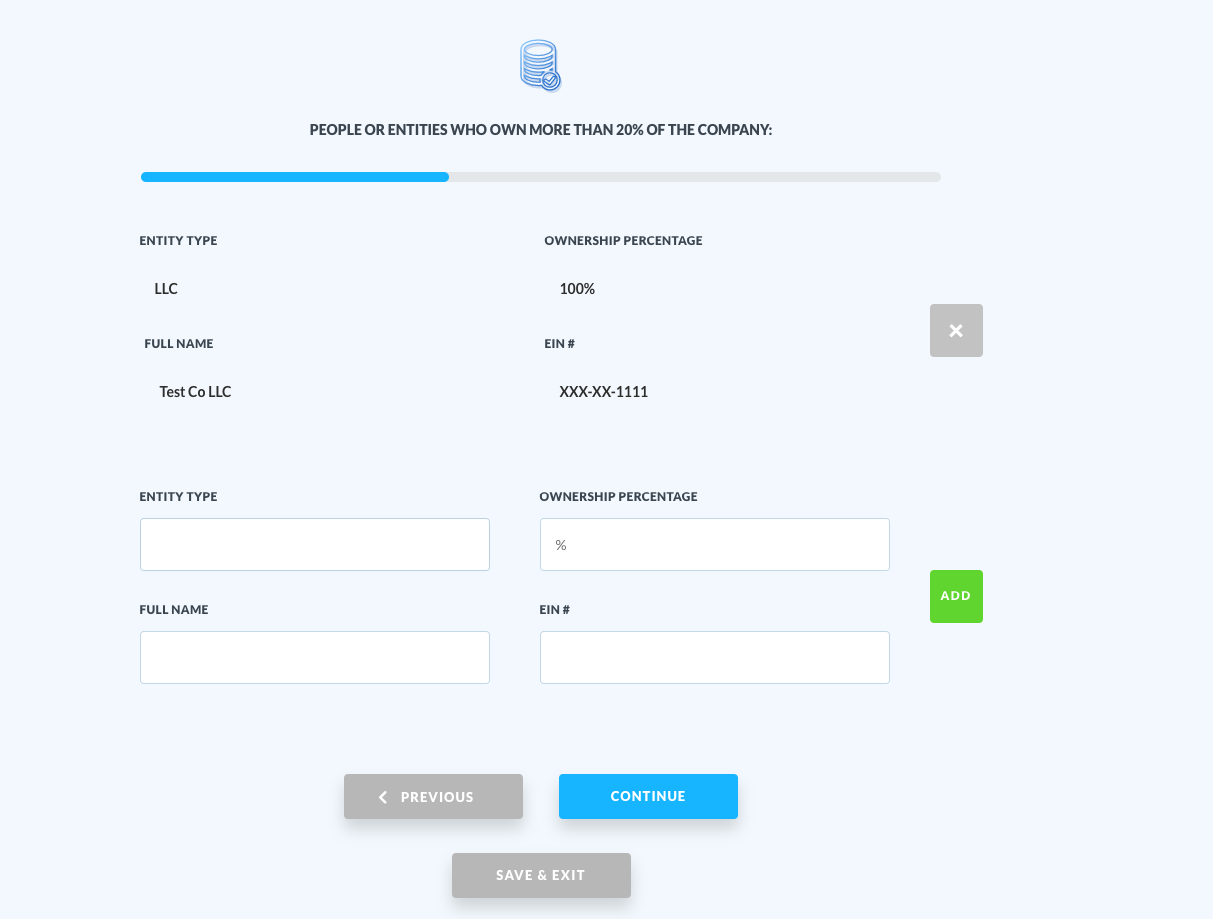 PEOPLE OR ENTITIES WHO OWN MORE THAN 20% OF THE COMPANY:
ENTITY TYPE
OWNERSHIP PERCENTAGE
LLC
100%
FULL NAME
EIN #
Test Co LLC
XXX-XX-1111
ENTITY TYPE
OWNERSHIP PERCENTAGE
%
FULL NAME
EIN #
ADD
PREVIOUS
CONTINUE
SAVE & EXIT